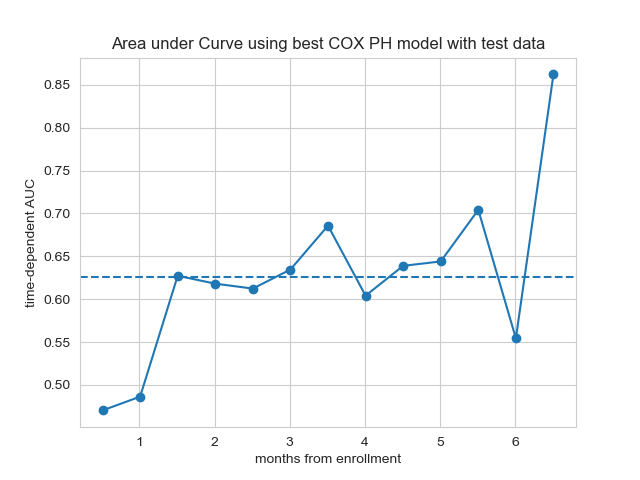 Area under Curve using best COX PH model with test data
time-dependent AUC
0.85
0.80
0.75
0.70
0.65
0.60
0.55
0.50
1 2 3 4 5 6
months from enrollment